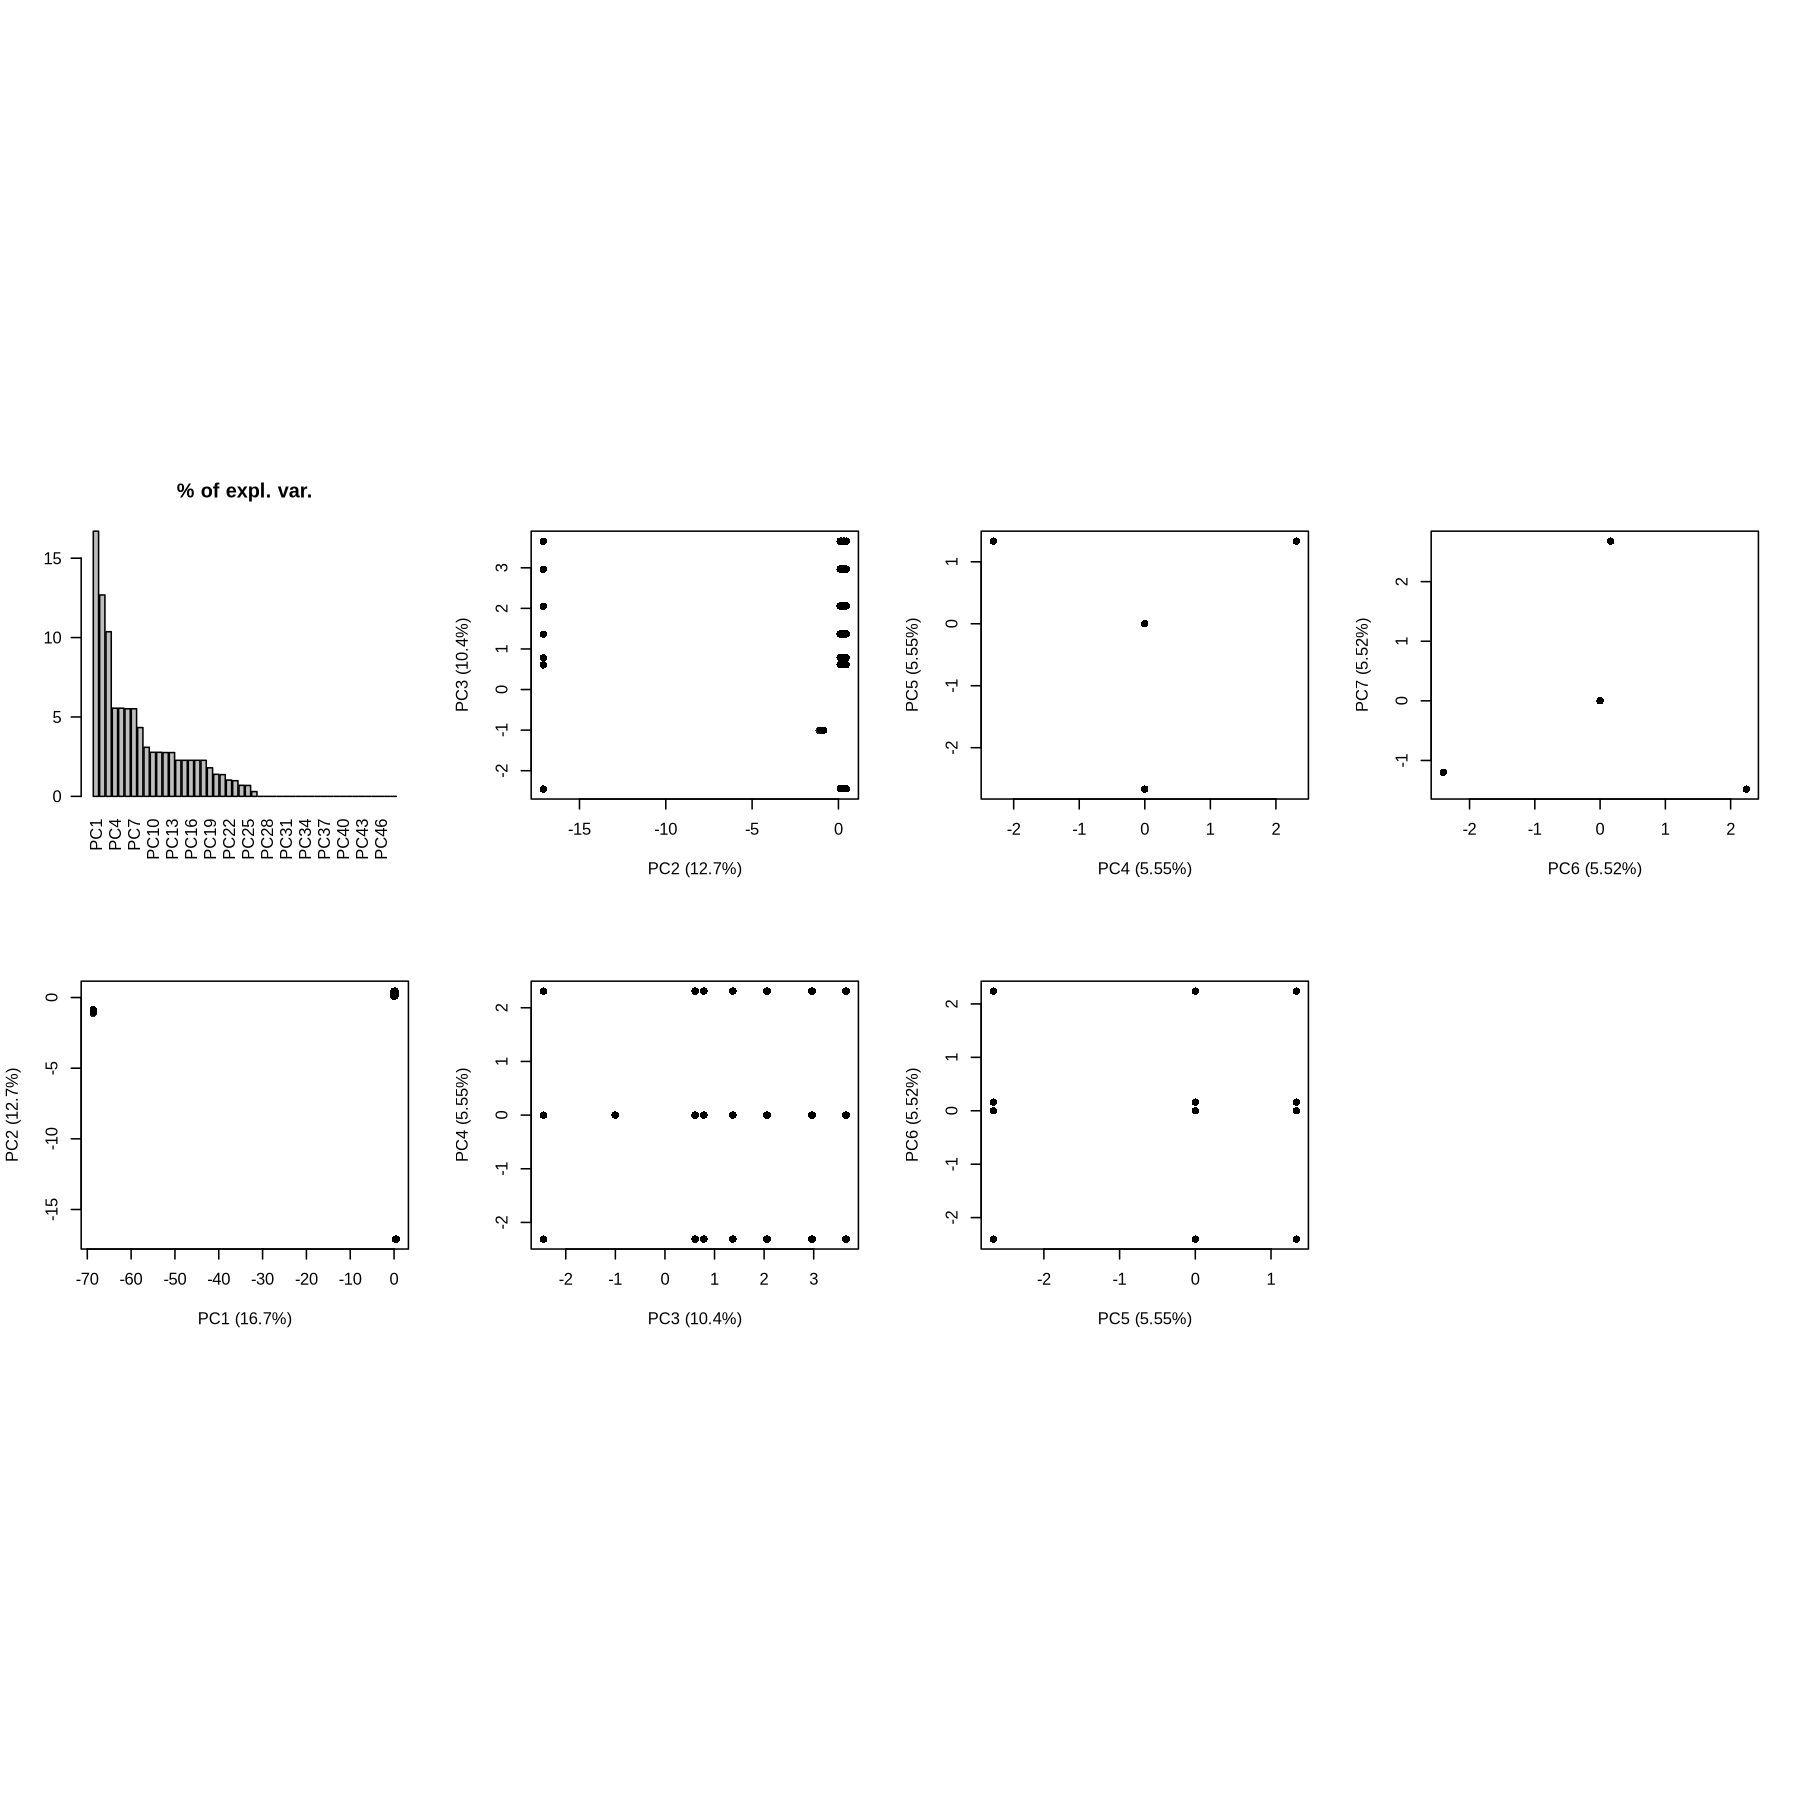 % of expl. var.
15
10
5
0
PC1 PC4 PC7 PC10 PC13 PC16 PC19 PC22 PC25 PC28 PC31 PC34 PC37 PC40 PC43 PC46
PC3 (10.4%)
3
2
1
0
-1
-2
-15 -10 -5 0
PC2 (12.7%)
PC5 (5.55%)
1
0
-1
-2
-2 -1 0 1 2
PC4 (5.55%)
PC7 (5.52%)
2
1
0
-1
-2 -1 0 1 2
PC6 (5.52%)
PC2 (12.7%)
0
-5
-10
-15
-70 -60 -50 -40 -30 -20 -10 0
PC1 (16.7%)
PC4 (5.55%)
2
1
0
-1
-2
-2 -1 0 1 2 3
PC3 (10.4%)
PC6 (5.52%)
2
1
0
-1
-2
-2 -1 0 1
PC5 (5.55%)